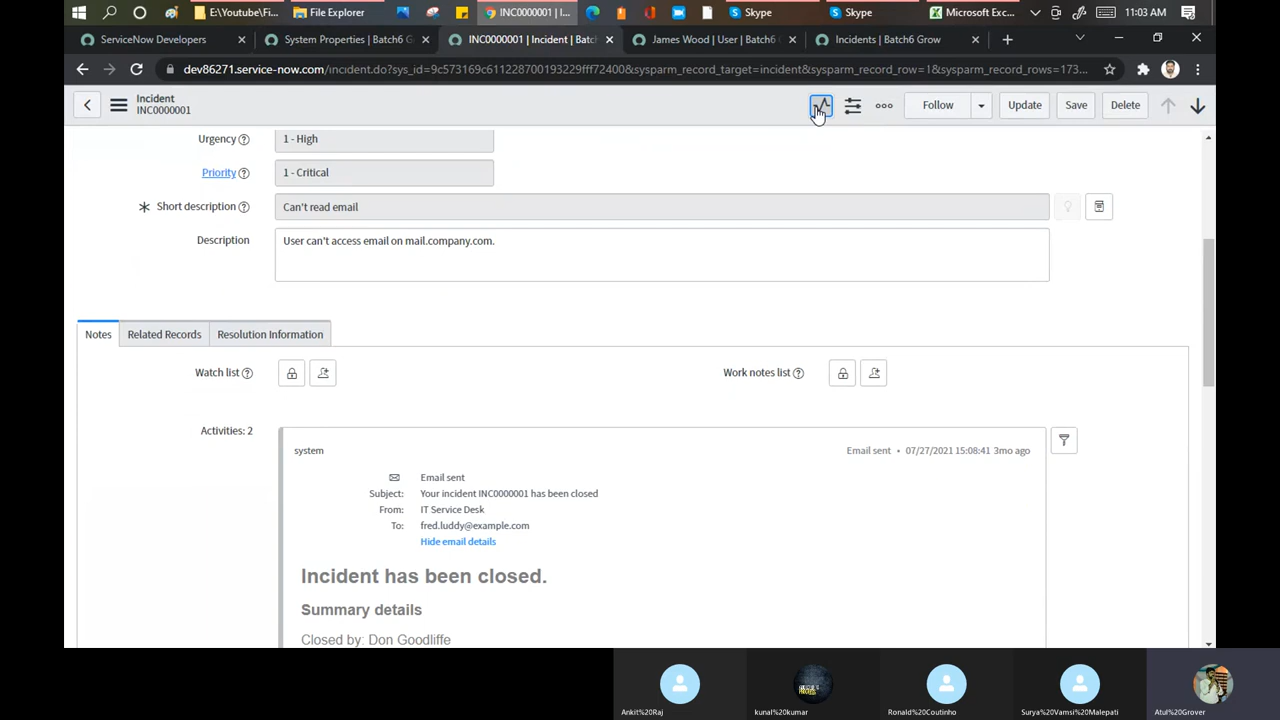 E:\Youtube\Fi...
File Explorer
INC0000001 | I...
Skype
Skype
Microsoft Exc...
11:03 AM
ServiceNow Developers
System Properties | Batch6 G
INC0000001 | Incident | Batc
James Wood | User | Batch6
Incidents | Batch6 Grow
dev86271.service-now.com/incident.do?sys_id=9c573169c611228700193229fff72400&sysparm_record_target=incident&sysparm_record_row=1&sysparm_record_rows=173...
Incident
INC0000001
Follow
Update
Save
Delete
Urgency
1 - High
Priority
1 - Critical
Short description
Can't read email
Description
User can't access email on mail.company.com.
Notes
Related Records
Resolution Information
Watch list
Work notes list
Activities: 2
system
Email sent • 07/27/2021 15:08:41 3mo ago
Email sent
Subject: Your incident INC0000001 has been closed
From: IT Service Desk
To: fred.luddy@example.com
Hide email details
Incident has been closed.
Summary details
Closed by: Don Goodliffe
Ankit%20Raj
kunal%20kumar
Ronald%20Coutinho
Surya%20Vamsi%20Malepati
Atul%20Grover